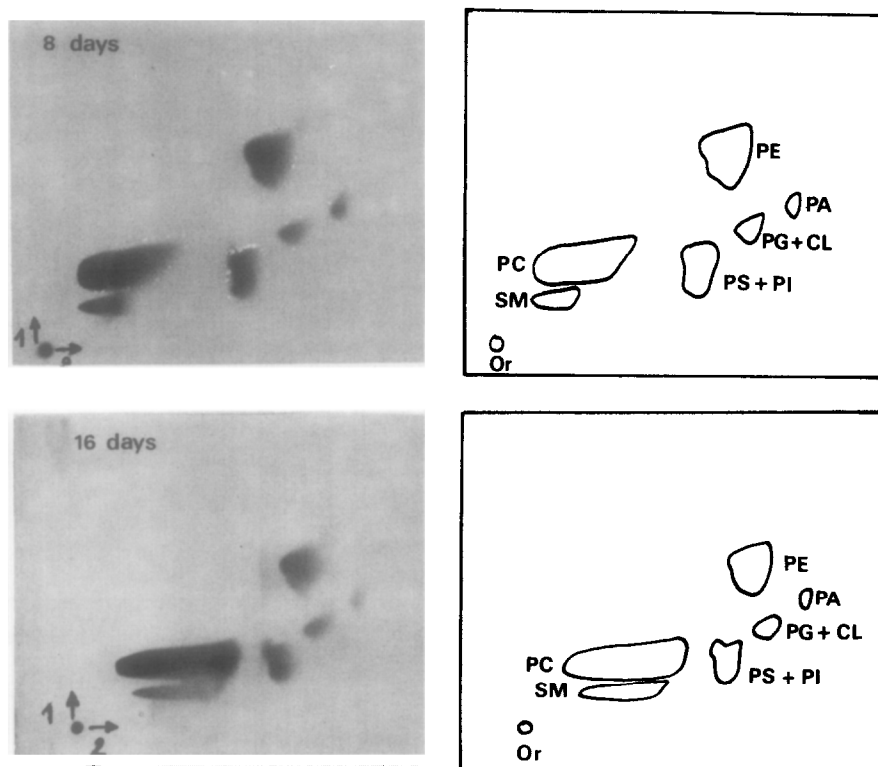 8 days
1
PE
PA
PG + CL
PC
PS + PI
SM
Or
16 days
1
2
PE
PA
PG + CL
PC
PS + PI
SM
Or